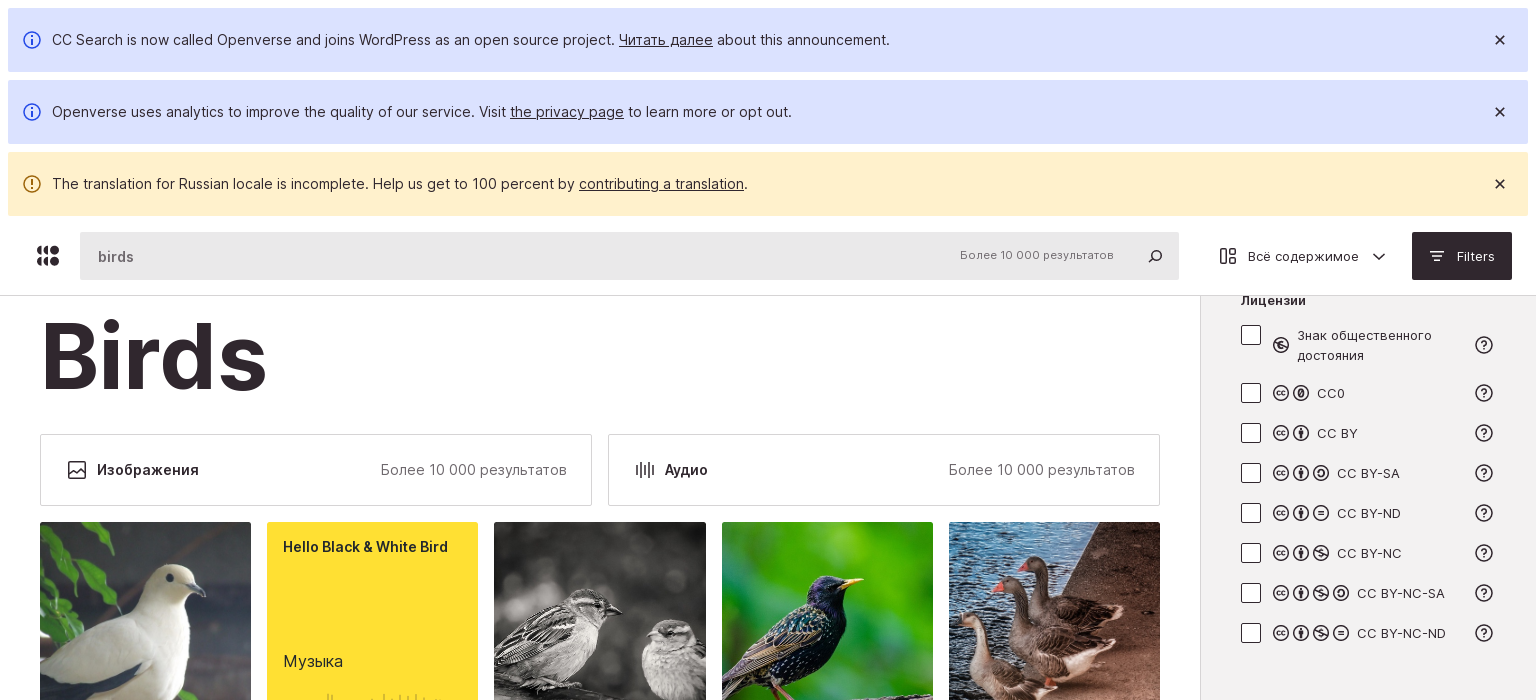 CC Search is now called Openverse and joins WordPress as an open source project. Читать далее about this announcement.
Openverse uses analytics to improve the quality of our service. Visit the privacy page to learn more or opt out.
The translation for Russian locale is incomplete. Help us get to 100 percent by contributing a translation.
birds
Более 10 000 результатов
Всё содержимое
Filters
Birds
Изображения
Более 10 000 результатов
Аудио
Более 10 000 результатов
Hello Black & White Bird
Музыка
Лицензии
Знак общественного
достояния
CC0
CC BY
CC BY-SA
CC BY-ND
CC BY-NC
CC BY-NC-SA
CC BY-NC-ND